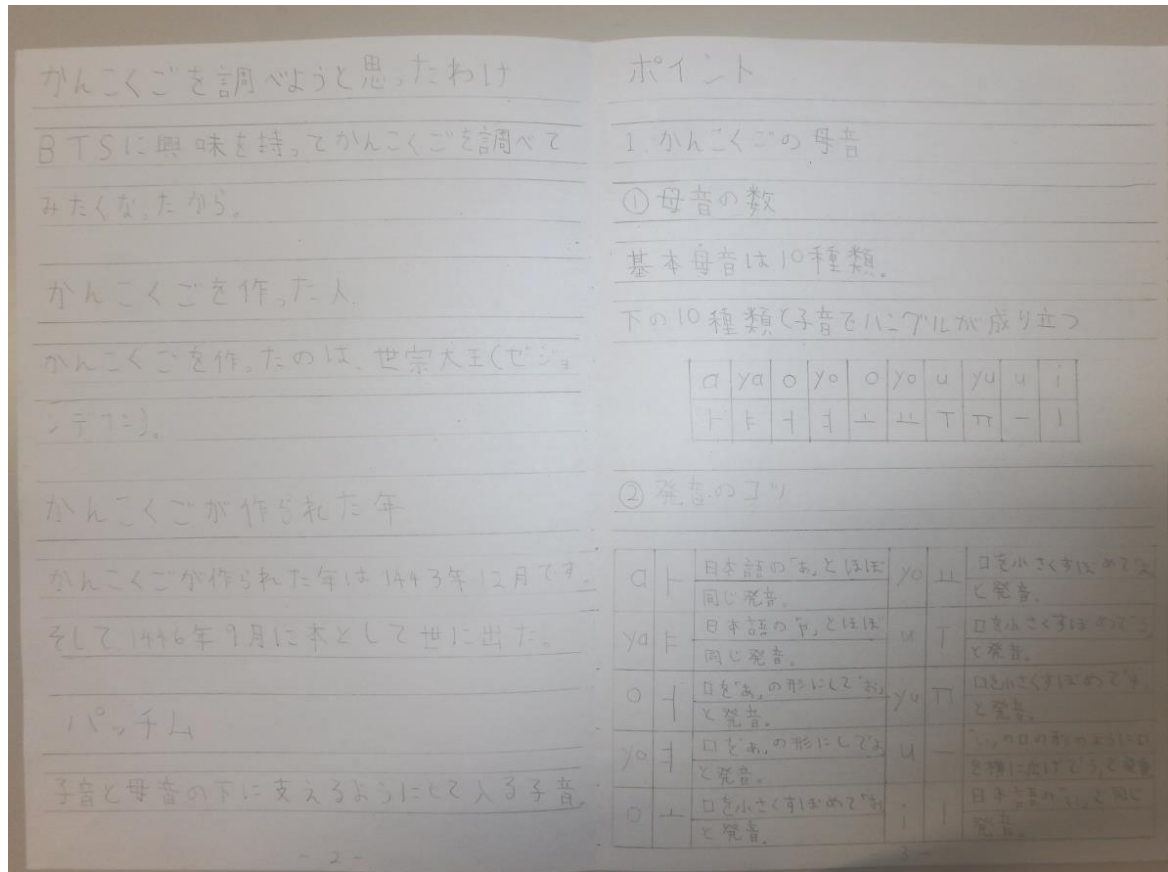 かんこくごを調べようと思ったわけ
BTSに興味を持ってかんこくごを調べて
みたくなったから。
かんこくごを作った人
かんこくごを作ったのは、世宗大王(セジョ
ンテワン)。
かんこくごが作られた年
かんこくごが作られた年は1443年12月です。
そして、1446年9月に本として世に出た。
パッチム
子音と母音の下に支えるようにして入る子音。
- 2 -
ポイント
1.かんこくごの母音
①母音の数
基本母音は10種類。
下の10種類と子音でハングルが成り立つ
a ya o yo o yo u yu u i
ㅏ ㅑ ㅓ ㅕ ㅗ ㅛ ㅜ ㅠ ㅡ ㅣ
②発音のコツ
a ㅏ 日本語の"あ"とほぼ
同じ発音。
ya ㅑ 日本語の"や"とほぼ
同じ発音。
o ㅓ 口を"あ"の形にして"お"
と発音。
yo ㅕ 口を"あ"の形にして"よ"
と発音。
o ㅗ 口を小さくすぼめて"お"
と発音。
yo ㅛ 口を小さくすぼめて"よ"
と発音。
u ㅜ 口を小さくすぼめて"う"
と発音。
yu ㅠ 口を小さくすぼめて"ゆ"
と発音。
u ㅡ "い"の口の形のように口
を横に広げて"う"と発音
i ㅣ 日本語の"い"と同じ
発音。
- 3 -